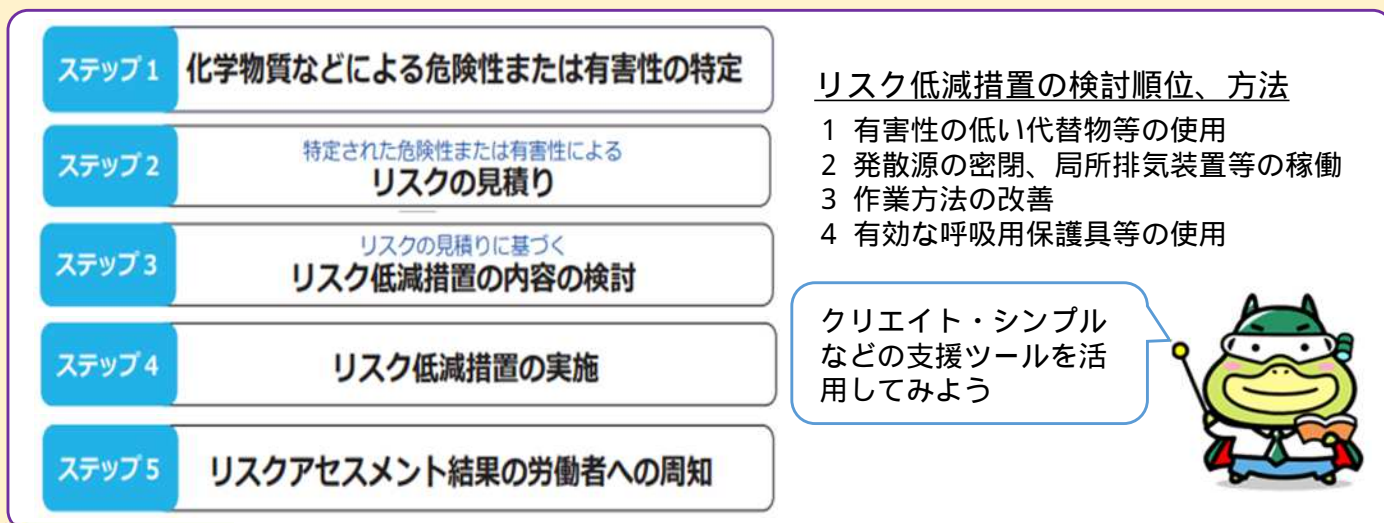 ステップ1
化学物質などによる危険性または有害性の特定
ステップ2
特定された危険性または有害性による
リスクの見積り
ステップ3
リスクの見積りに基づく
リスク低減措置の内容の検討
ステップ4
リスク低減措置の実施
ステップ5
リスクアセスメント結果の労働者への周知
リスク低減措置の検討順位、方法
1 有害性の低い代替物等の使用
2 発散源の密閉、局所排気装置等の稼働
3 作業方法の改善
4 有効な呼吸用保護具等の使用
クリエイト・シンプル
などの支援ツールを活
用してみよう